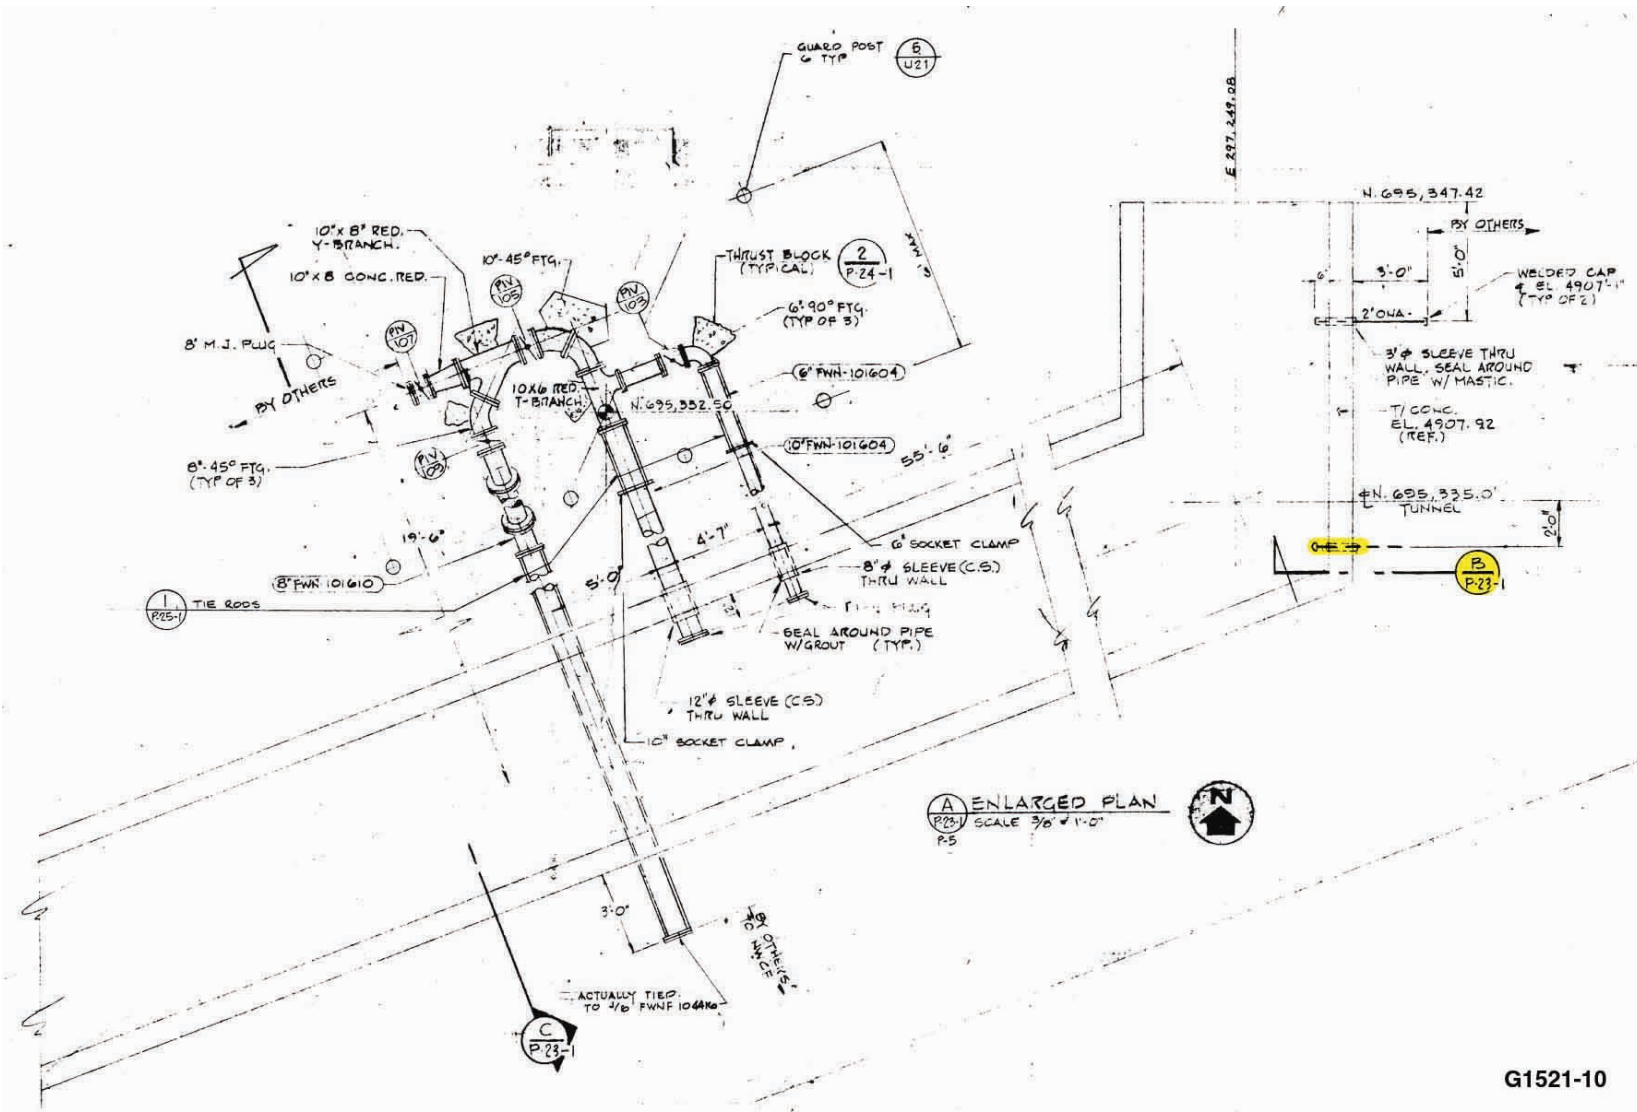 GUARD POST
6 TYP
5
U21
E 297,249.08
N. 695,347.42
BY OTHERS
5'-0"
6"
3'-0"
WELDED CAP
℄ EL. 4907'-1"
(TYP OF 2)
2" OHA-
3"φ SLEEVE THRU
WALL. SEAL AROUND
PIPE W/ MASTIC.
T/CONC.
EL. 4907.92
(REF.)
℄ N. 695,335.0'
TUNNEL
2'-0"
B
P-23-1
10"x 8" RED.
Y-BRANCH.
10"x8 CONC. RED.
10"-45° FTG.
PIV
105
PIV
103
PIV
107
THRUST BLOCK
(TYPICAL)
2
P-24-1
6"-90° FTG.
(TYP OF 3)
MAX
8" M.J. PLUG
BY OTHERS
10X6 RED.
T-BRANCH
N. 695,332.50
6" FWN-101604
10" FWN-101604
55'-6"
8"-45° FTG.
(TYP OF 3)
PIV
109
19'-6"
8" FWN 101610
1
P-25-1
TIE RODS
5'-0"
4'-7"
6" SOCKET CLAMP
8"φ SLEEVE (C.S.)
THRU WALL
PLUG
SEAL AROUND PIPE
W/GROUT (TYP.)
12"φ SLEEVE (C.S.)
THRU WALL
10" SOCKET CLAMP
A
P-23-1
P-5
ENLARGED PLAN
SCALE 3/8" = 1'-0"
N
3'-0"
BY OTHERS
TO NWCF
ACTUALLY TIED
TO
C
P-23-1
G1521-10